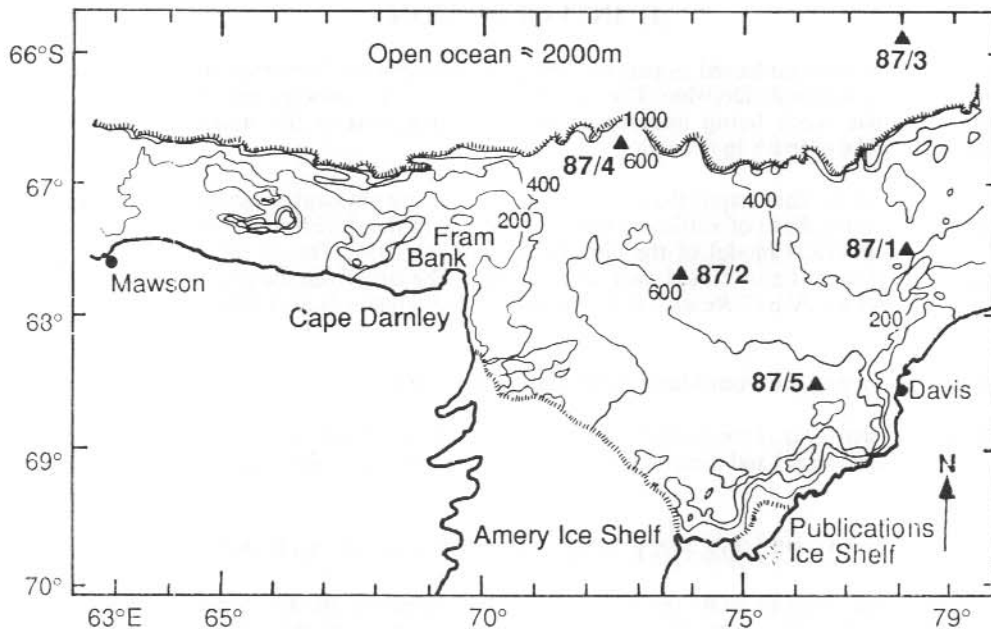 66°S
Open ocean ≈ 2000m
87/3
1000
87/4
600
67°
400
400
200
Fram
Bank
87/1
Mawson
87/2
600
Cape Darnley
68°
200
87/5
Davis
69°
N
Amery Ice Shelf
Publications
Ice Shelf
70°
63°E
65°
70°
75°
79°